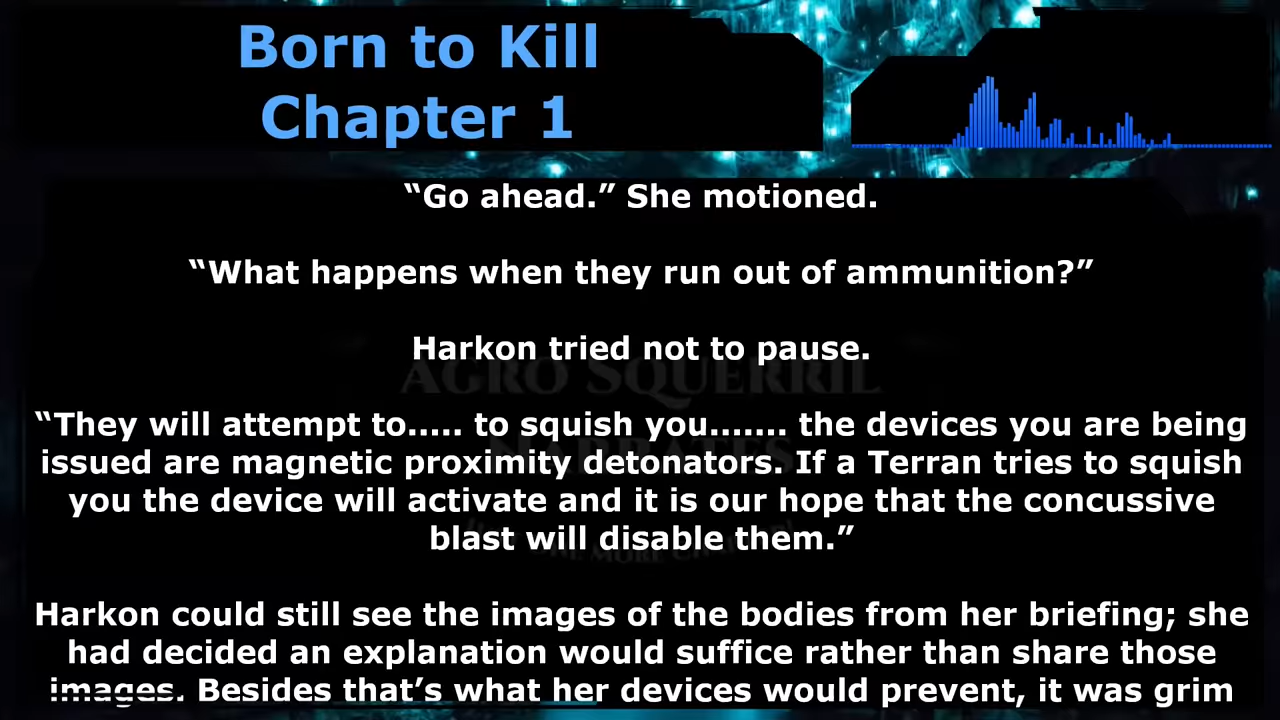 Born to Kill
Chapter 1
“Go ahead.” She motioned.
“What happens when they run out of ammunition?”
Harkon tried not to pause.
AGRO SQUERRIL
NARRATES
“They will attempt to..... to squish you....... the devices you are being
issued are magnetic proximity detonators. If a Terran tries to squish
you the device will activate and it is our hope that the concussive
blast will disable them.”
Harkon could still see the images of the bodies from her briefing; she
had decided an explanation would suffice rather than share those
images. Besides that’s what her devices would prevent, it was grim